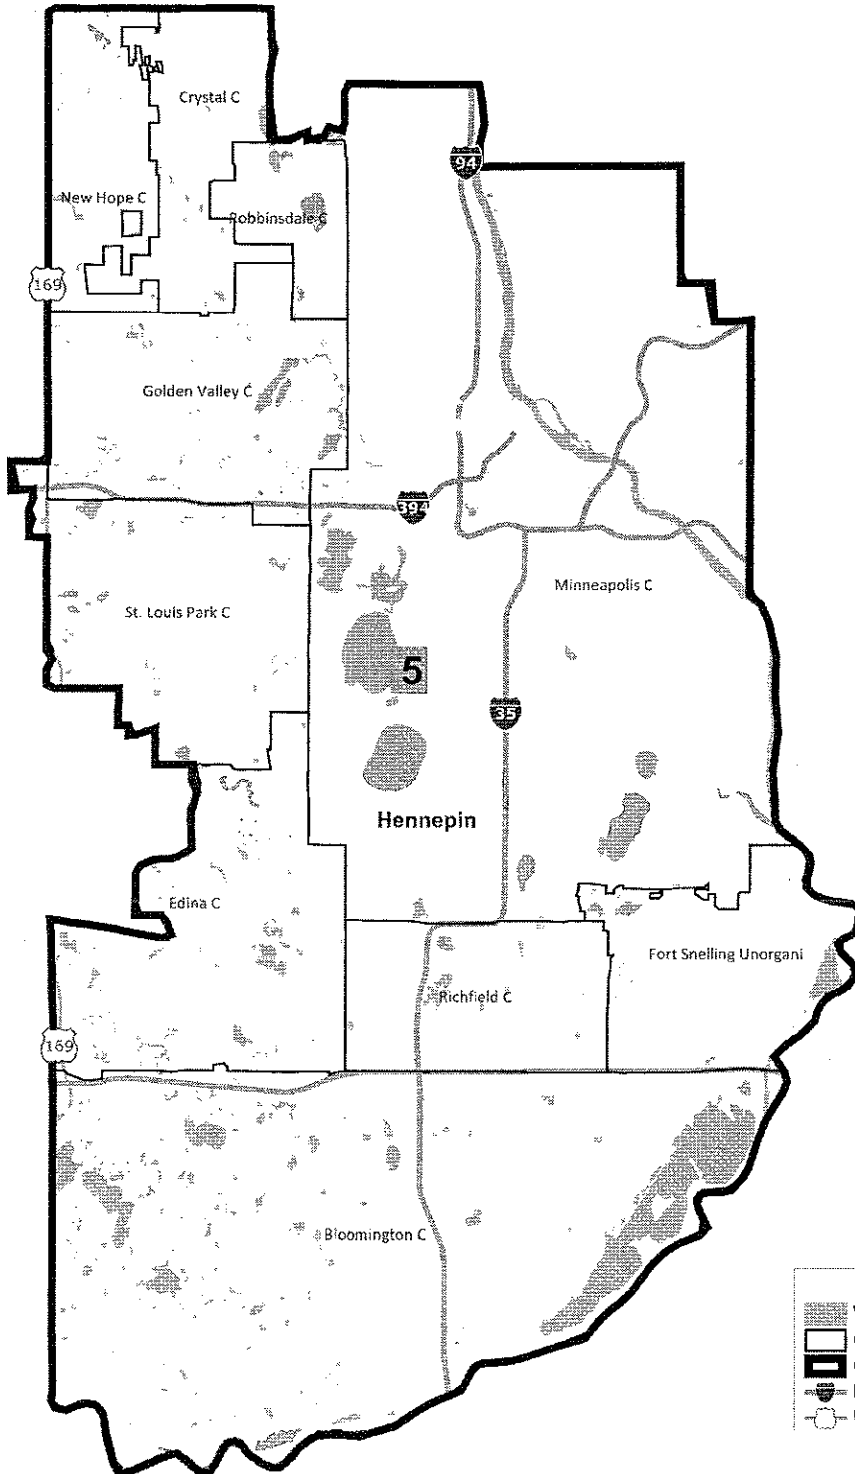 Crystal C
94
New Hope C
Robbinsdale C
169
Golden Valley C
394
Minneapolis C
St. Louis Park C
5
35
Hennepin
Edina C
Fort Snelling Unorgani
Richfield C
169
Bloomington C